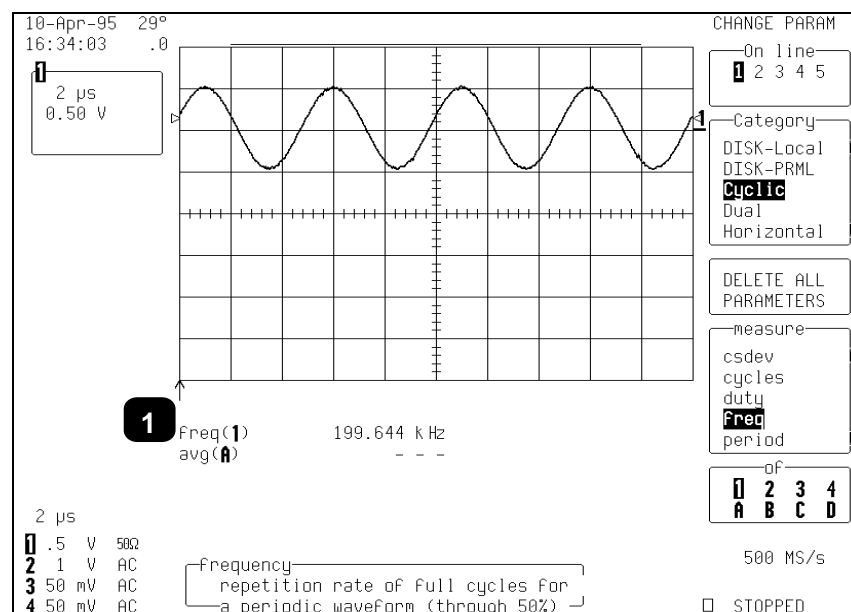 10-Apr-95 29°
16:34:03 .0
1
2 µs
0.50 V
1
CHANGE PARAM
On line
1 2 3 4 5
Category
DISK-Local
DISK-PRML
Cyclic
Dual
Horizontal
DELETE ALL
PARAMETERS
measure
csdev
cycles
duty
freq
period
of
1 2 3 4
A B C D
1
freq(1) 199.644 kHz
avg(A) - - -
2 µs
1 .5 V 50Ω
2 1 V AC
3 50 mV AC
4 50 mV AC
frequency
repetition rate of full cycles for
a periodic waveform (through 50%)
500 MS/s
STOPPED